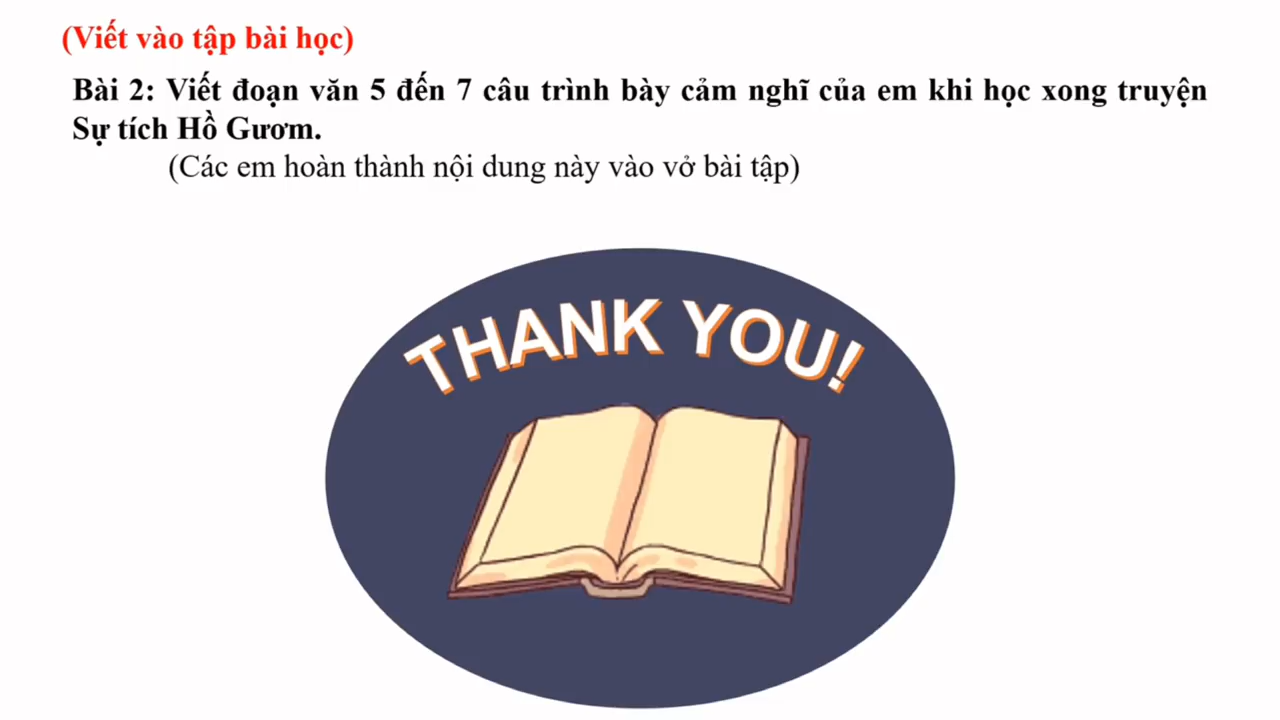 (Viết vào tập bài học)
Bài 2: Viết đoạn văn 5 đến 7 câu trình bày cảm nghĩ của em khi học xong truyện
Sự tích Hồ Gươm.
(Các em hoàn thành nội dung này vào vở bài tập)
THANK YOU!